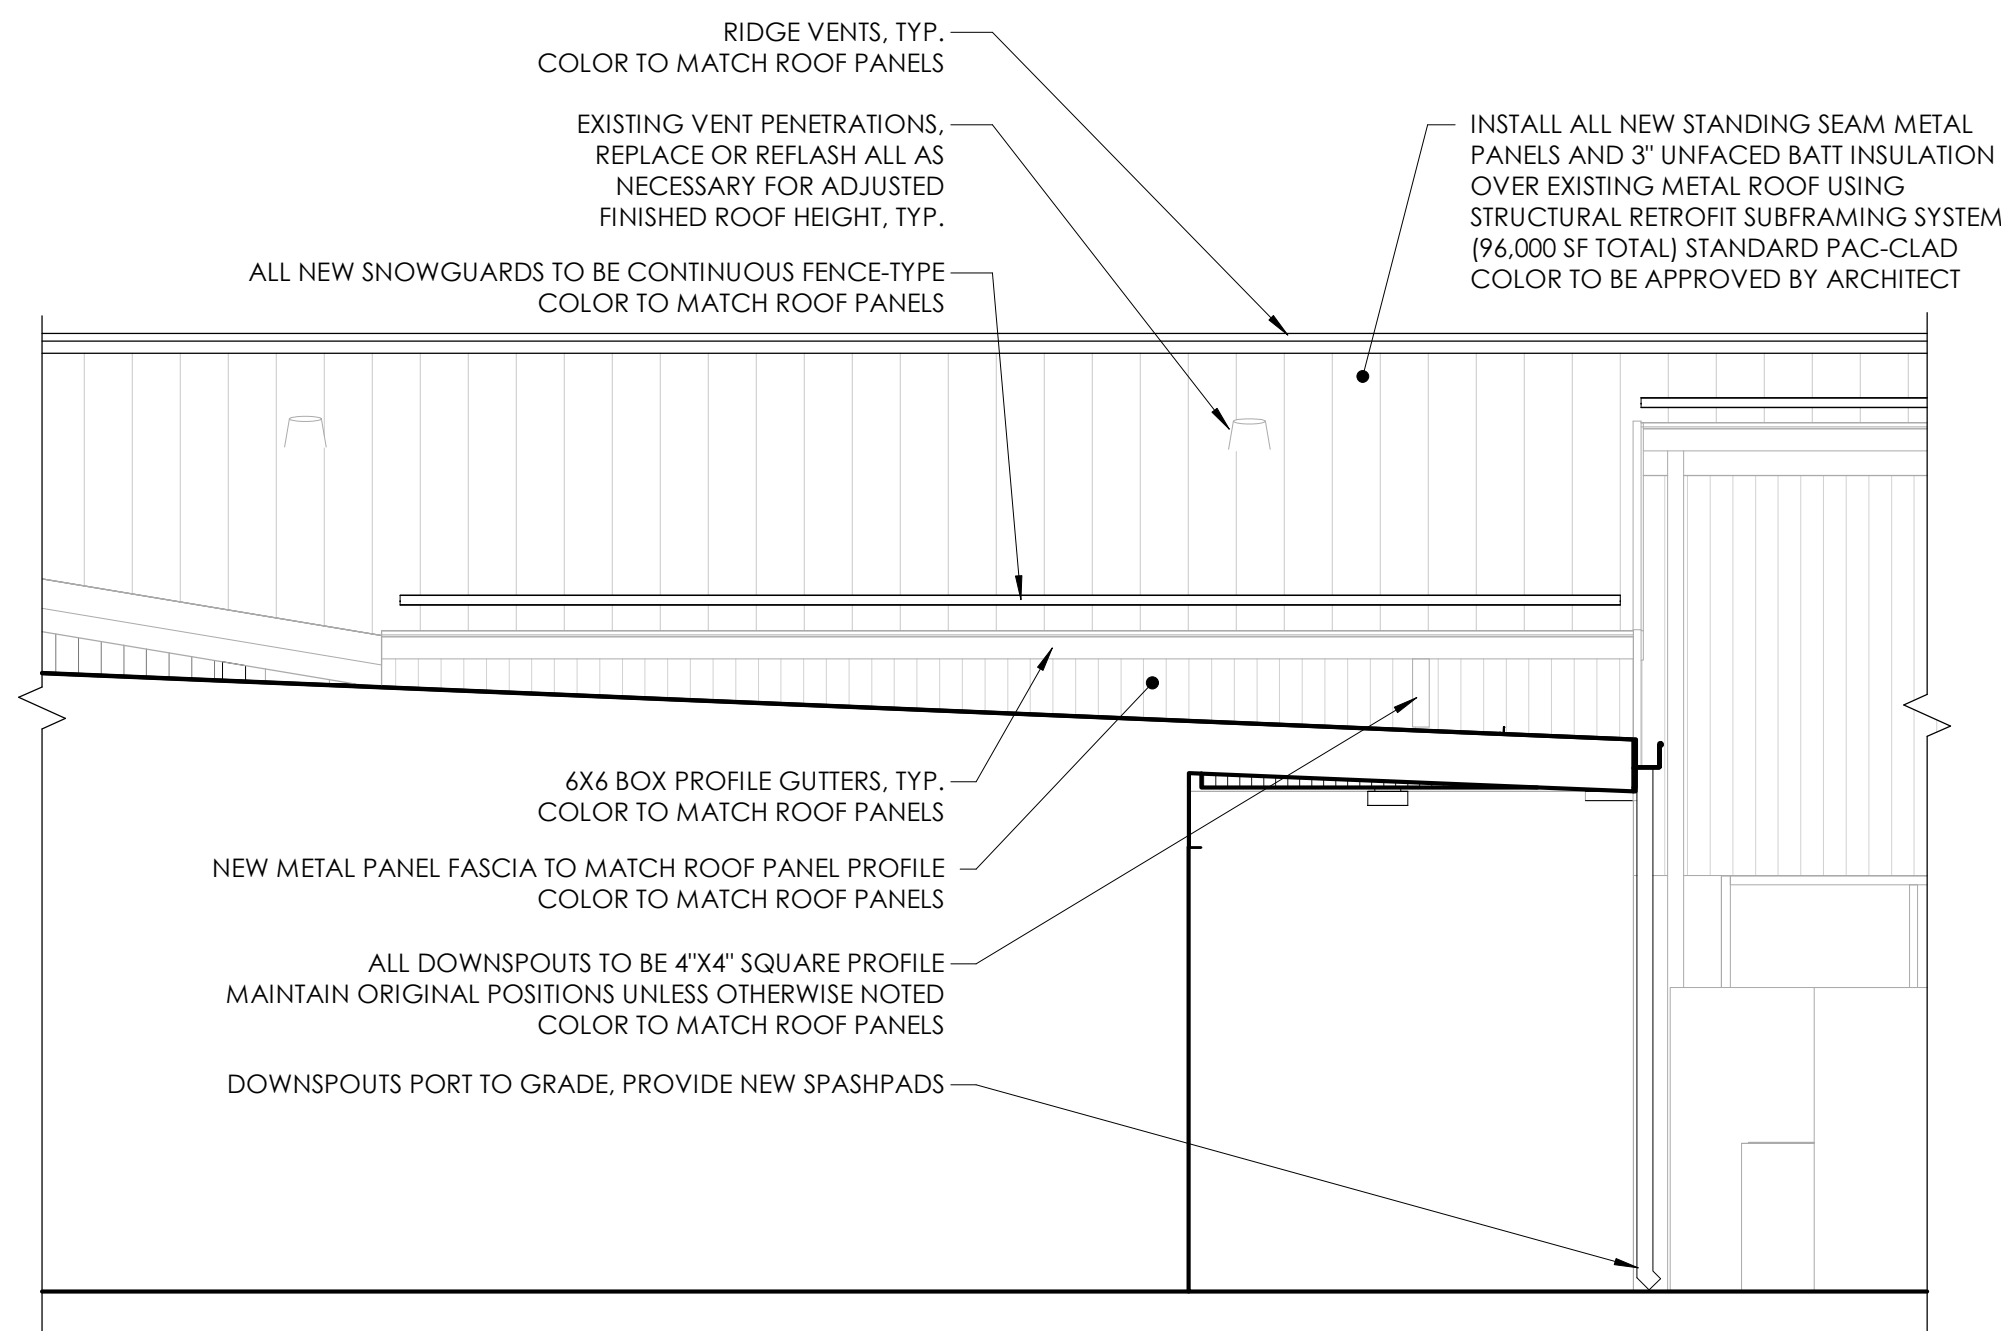 RIDGE VENTS, TYP.
COLOR TO MATCH ROOF PANELS
EXISTING VENT PENETRATIONS,
REPLACE OR REFLASH ALL AS
NECESSARY FOR ADJUSTED
FINISHED ROOF HEIGHT, TYP.
ALL NEW SNOWGUARDS TO BE CONTINUOUS FENCE-TYPE
COLOR TO MATCH ROOF PANELS
INSTALL ALL NEW STANDING SEAM METAL
PANELS AND 3" UNFACED BATT INSULATION
OVER EXISTING METAL ROOF USING
STRUCTURAL RETROFIT SUBFRAMING SYSTEM
(96,000 SF TOTAL) STANDARD PAC-CLAD
COLOR TO BE APPROVED BY ARCHITECT
6X6 BOX PROFILE GUTTERS, TYP.
COLOR TO MATCH ROOF PANELS
NEW METAL PANEL FASCIA TO MATCH ROOF PANEL PROFILE
COLOR TO MATCH ROOF PANELS
ALL DOWNSPOUTS TO BE 4"X4" SQUARE PROFILE
MAINTAIN ORIGINAL POSITIONS UNLESS OTHERWISE NOTED
COLOR TO MATCH ROOF PANELS
DOWNSPOUTS PORT TO GRADE, PROVIDE NEW SPASHPADS